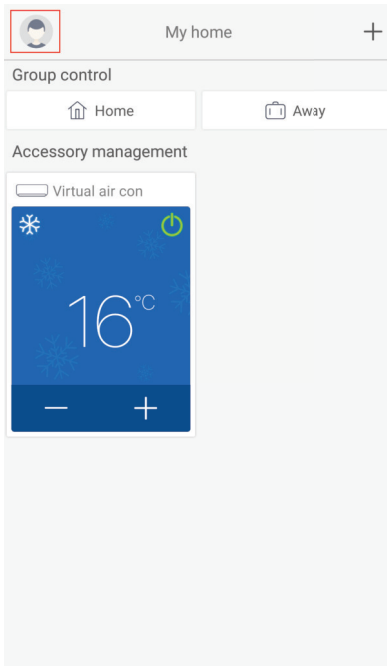 My home
Group control
Home
Away
Accessory management
Virtual air con
16°C